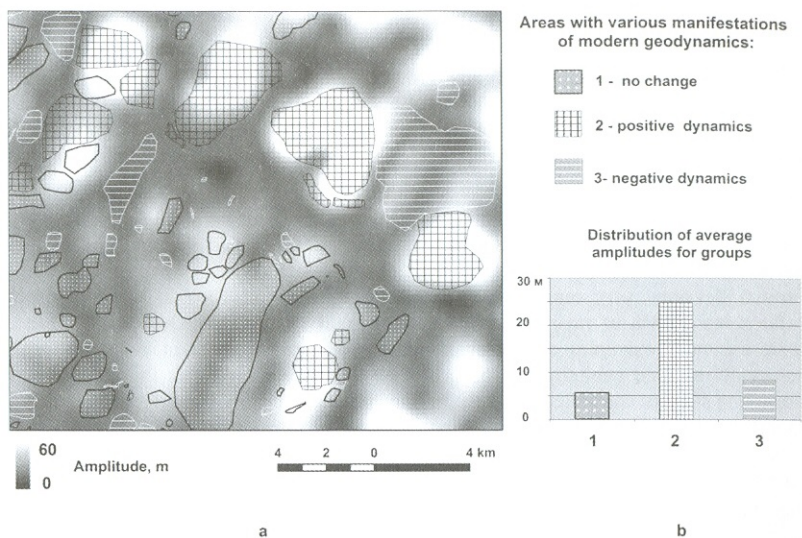 Areas with various manifestations
of modern geodynamics:
1 - no change
2 - positive dynamics
3- negative dynamics
Distribution of average
amplitudes for groups
30 м
20
10
0
1 2 3
60
0
Amplitude, m
4 2 0 4 km
a b